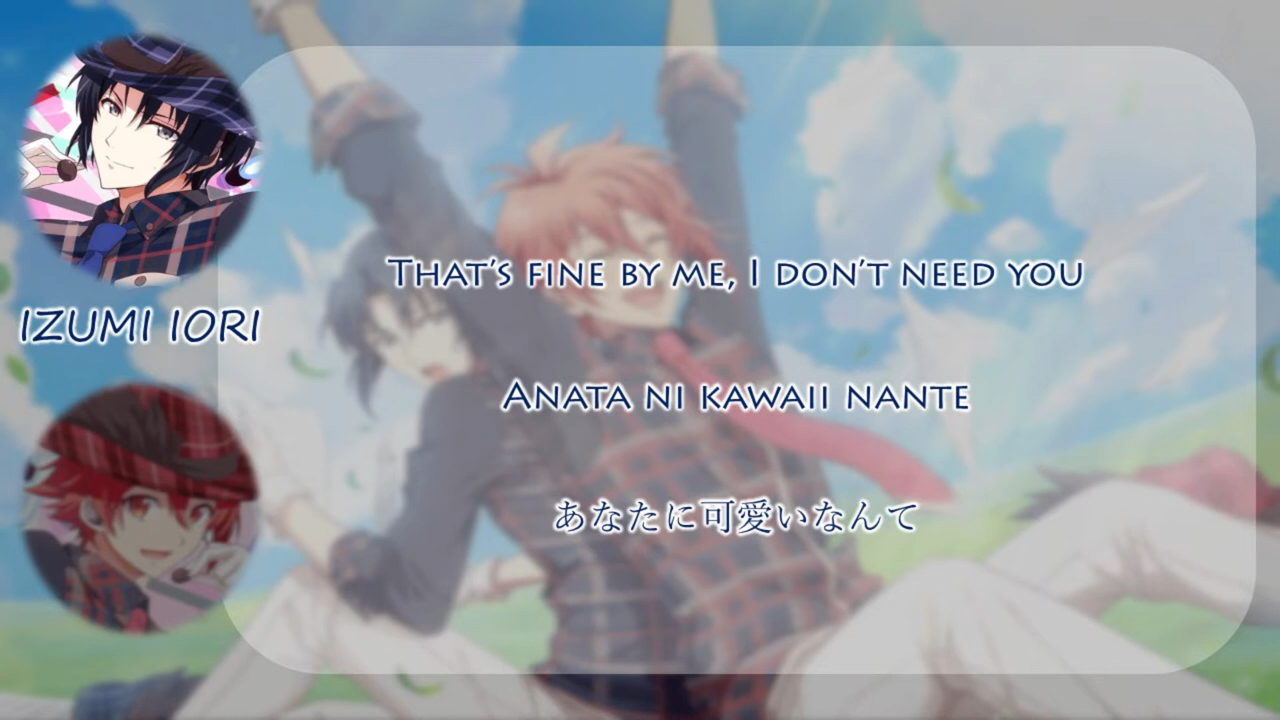 IZUMI IORI
THAT'S FINE BY ME, I DON'T NEED YOU
ANATA NI KAWAII NANTE
あなたに可愛いなんて